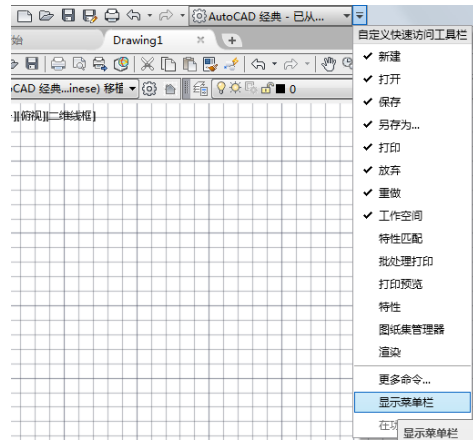 AutoCAD 经典 - 已从...
自定义快速访问工具栏
始
Drawing1
新建
打开
CAD 经典...inese) 移植
0
保存
][俯视][二维线框]
另存为...
打印
放弃
重做
工作空间
特性匹配
批处理打印
打印预览
特性
图纸集管理器
渲染
更多命令...
显示菜单栏
在功
显示菜单栏